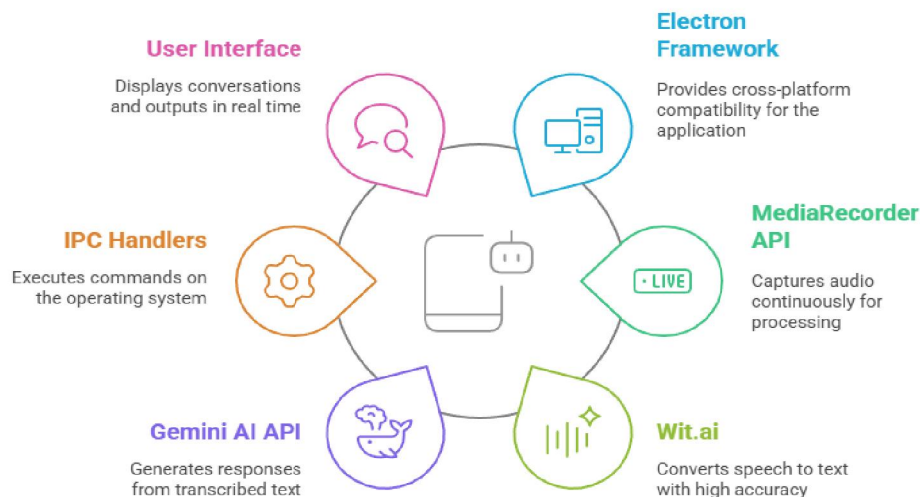 User Interface
Displays conversations
and outputs in real time
Electron
Framework
Provides cross-platform
compatibility for the
application
IPC Handlers
Executes commands on
the operating system
MediaRecorder
API
LIVE
Captures audio
continuously for
processing
Gemini AI API
Generates responses
from transcribed text
Wit.ai
Converts speech to text
with high accuracy